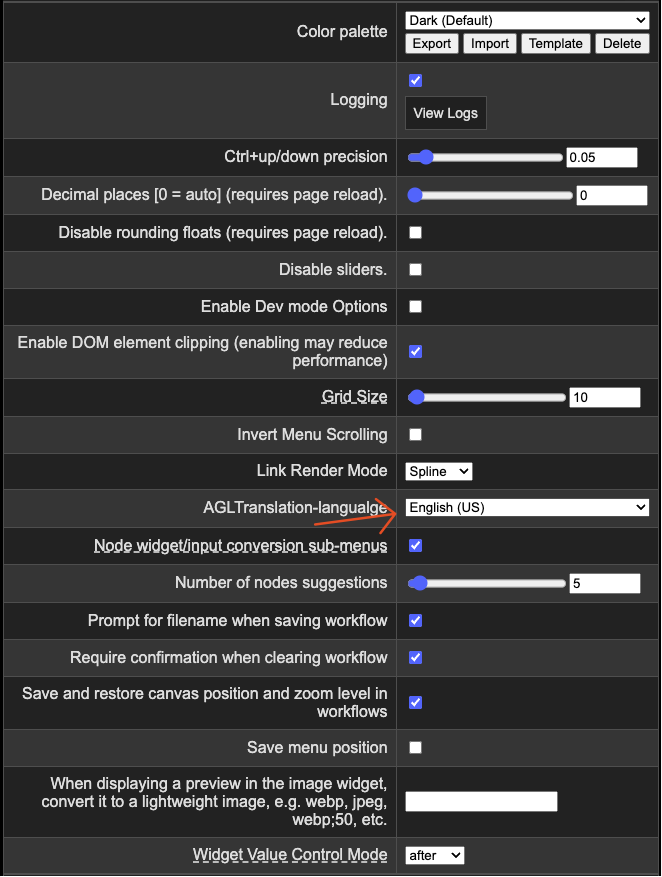 Color palette
Dark (Default)
Export Import Template Delete
Logging
View Logs
Ctrl+up/down precision
0.05
Decimal places [0 = auto] (requires page reload).
0
Disable rounding floats (requires page reload).
Disable sliders.
Enable Dev mode Options
Enable DOM element clipping (enabling may reduce
performance)
Grid Size
10
Invert Menu Scrolling
Link Render Mode
Spline
AGLTranslation-langualge
English (US)
Node widget/input conversion sub-menus
Number of nodes suggestions
5
Prompt for filename when saving workflow
Require confirmation when clearing workflow
Save and restore canvas position and zoom level in
workflows
Save menu position
When displaying a preview in the image widget,
convert it to a lightweight image, e.g. webp, jpeg,
webp;50, etc.
Widget Value Control Mode
after